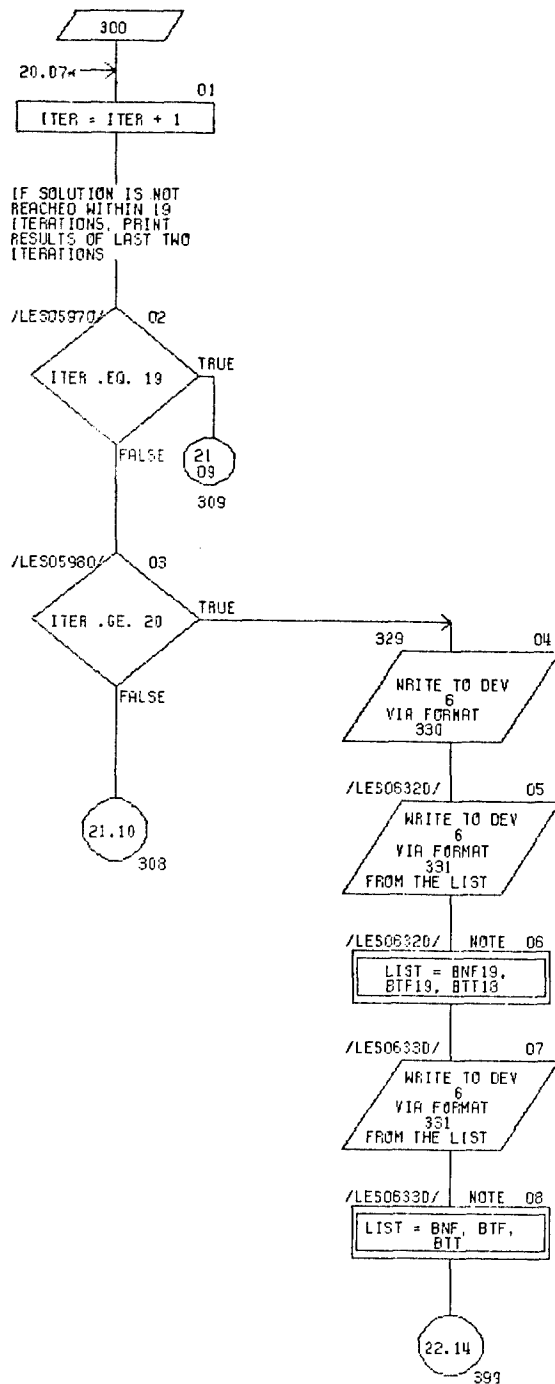 300
20.07*
01
ITER = ITER + 1
IF SOLUTION IS NOT
REACHED WITHIN 19
ITERATIONS, PRINT
RESULTS OF LAST TWO
ITERATIONS
/LES05970/ 02
ITER .EQ. 19
TRUE
FALSE
21
09
309
/LES05980/ 03
ITER .GE. 20
TRUE
FALSE
21.10
308
329 04
WRITE TO DEV
6
VIA FORMAT
330
/LES06320/ 05
WRITE TO DEV
6
VIA FORMAT
331
FROM THE LIST
/LES06320/ NOTE 06
LIST = BNF19,
BTF19, BTT19
/LES06330/ 07
WRITE TO DEV
6
VIA FORMAT
331
FROM THE LIST
/LES06330/ NOTE 08
LIST = BNF, BTF,
BTT
22.14
399